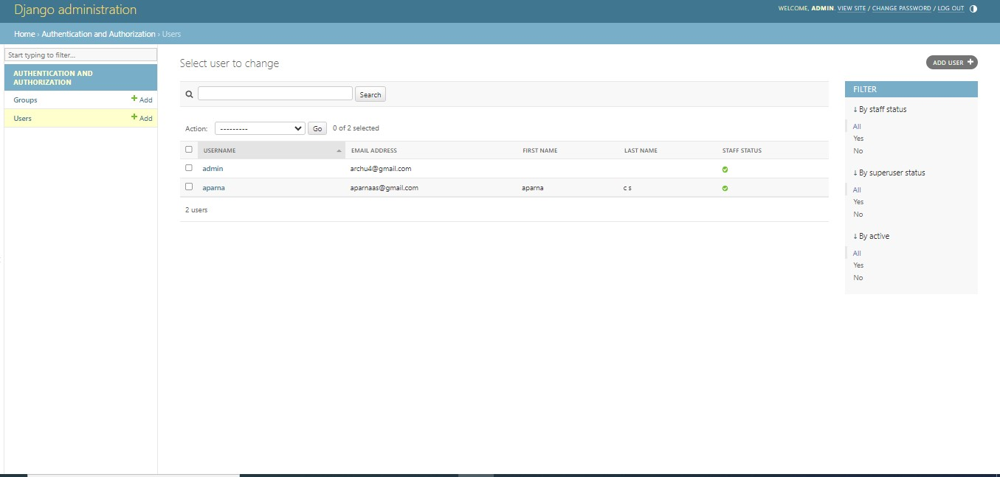 Django administration
WELCOME, ADMIN. VIEW SITE / CHANGE PASSWORD / LOG OUT
Home › Authentication and Authorization › Users
Start typing to filter...
AUTHENTICATION AND
AUTHORIZATION
Groups + Add
Users + Add
Select user to change
ADD USER +
Search
Action: --------- Go 0 of 2 selected
USERNAME EMAIL ADDRESS FIRST NAME LAST NAME STAFF STATUS
admin archu4@gmail.com
aparna aparnaas@gmail.com aparna c s
2 users
FILTER
↓ By staff status
All
Yes
No
↓ By superuser status
All
Yes
No
↓ By active
All
Yes
No